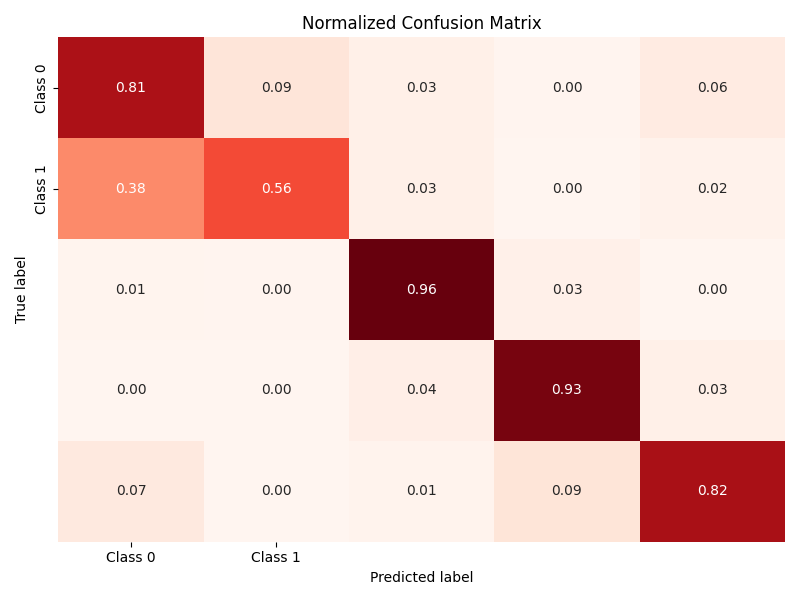 Normalized Confusion Matrix
Class 0
0.81 0.09 0.03 0.00 0.06
Class 1
0.38 0.56 0.03 0.00 0.02
True label
0.01 0.00 0.96 0.03 0.00
0.00 0.00 0.04 0.93 0.03
0.07 0.00 0.01 0.09 0.82
Class 0 Class 1
Predicted label